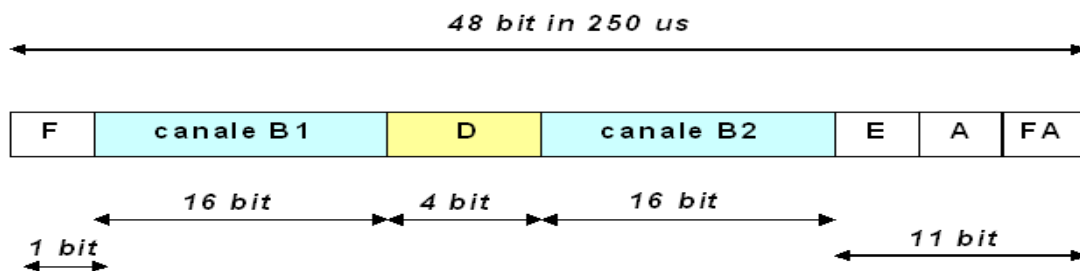 48 bit in 250 us
F canale B1 D canale B2 E A FA
16 bit 4 bit 16 bit
1 bit 11 bit